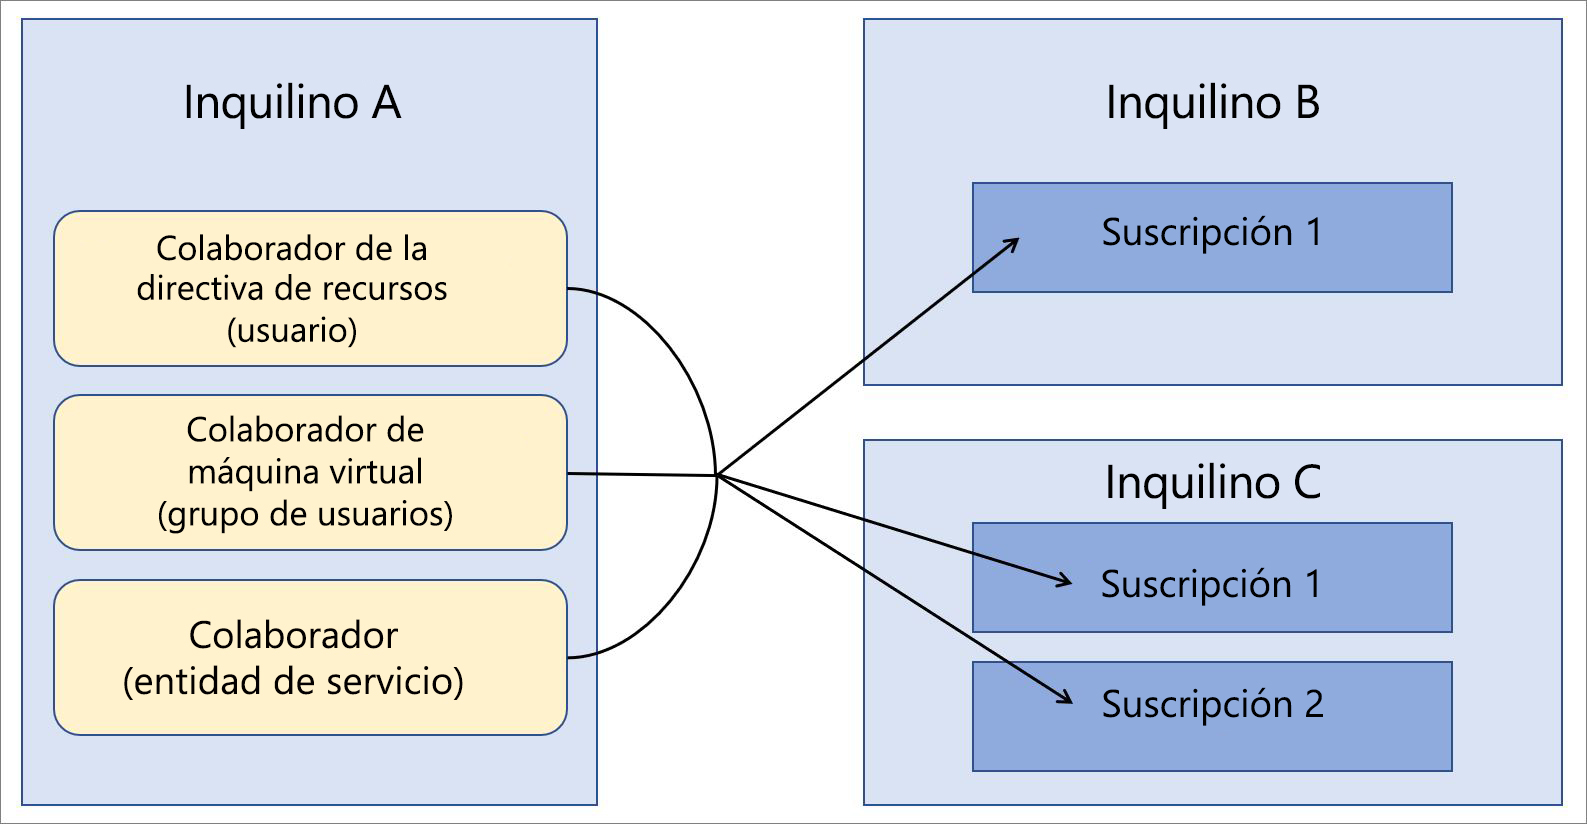 Inquilino A
Colaborador de la
directiva de recursos
(usuario)
Colaborador de
máquina virtual
(grupo de usuarios)
Colaborador
(entidad de servicio)
Inquilino B
Suscripción 1
Inquilino C
Suscripción 1
Suscripción 2